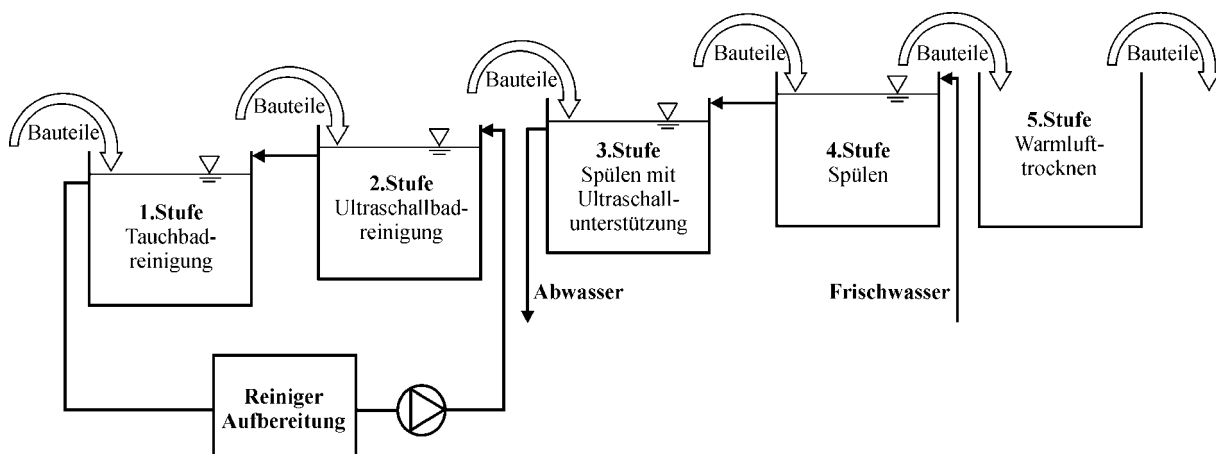 Bauteile
Bauteile
Bauteile
Bauteile
Bauteile
Bauteile
1.Stufe
Tauchbad-
reinigung
2.Stufe
Ultraschallbad-
reinigung
3.Stufe
Spülen mit
Ultraschall-
unterstützung
4.Stufe
Spülen
5.Stufe
Warmluft-
trocknen
Abwasser
Frischwasser
Reiniger
Aufbereitung